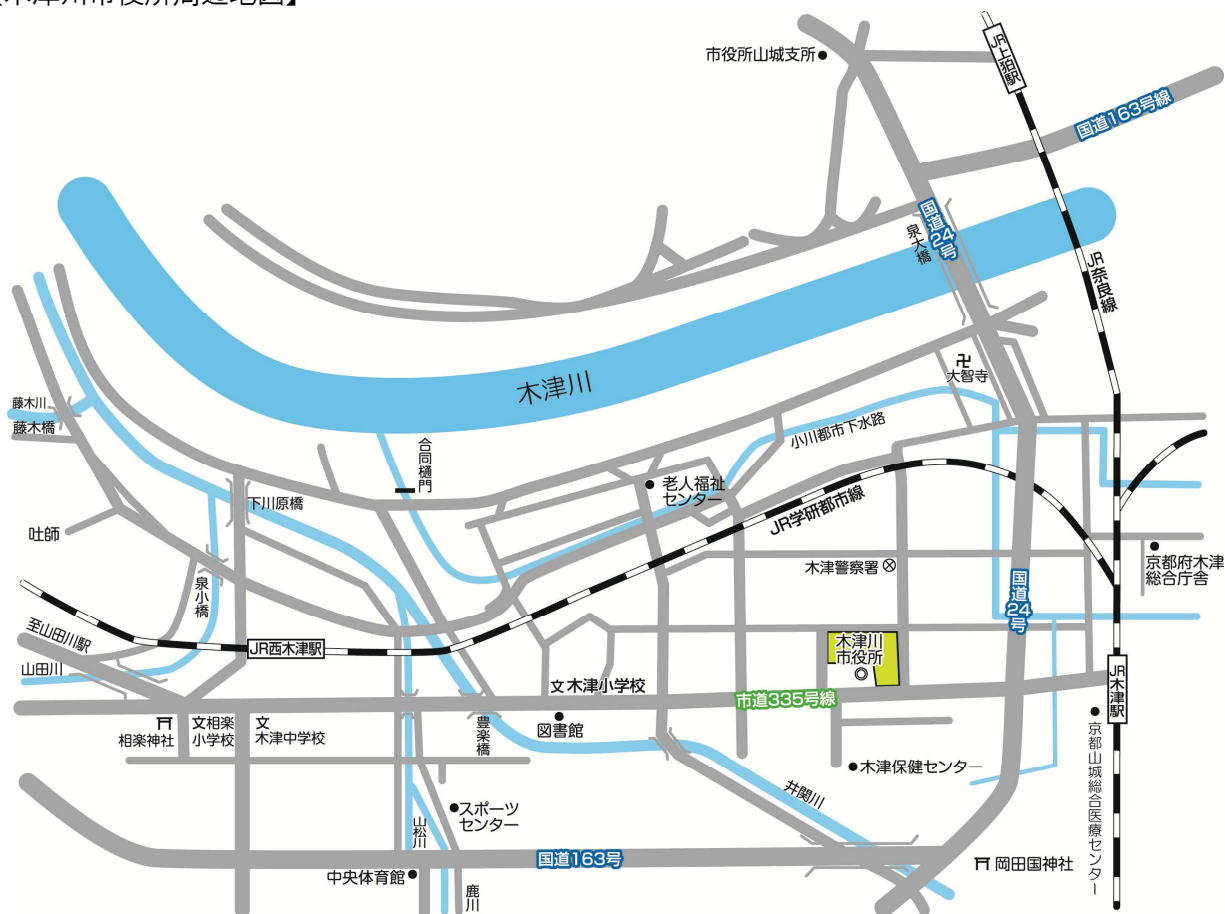 【木津川市役所周辺地図】
市役所山城支所
JR上狛駅
国道163号線
国道24号
泉大橋
JR奈良線
木津川
大智寺
藤木川
藤木橋
合同樋門
小川都市下水路
下川原橋
老人福祉
センター
JR学研都市線
吐師
木津警察署
京都府木津
総合庁舎
泉小橋
国道24号
至山田川駅
JR西木津駅
木津川
市役所
山田川
文木津小学校
市道335号線
JR木津駅
相楽神社
文相楽
小学校
文
木津中学校
豊楽橋
図書館
木津保健センター
京都山城総合医療センター
井関川
スポーツ
センター
山松川
国道163号
岡田国神社
中央体育館
鹿川